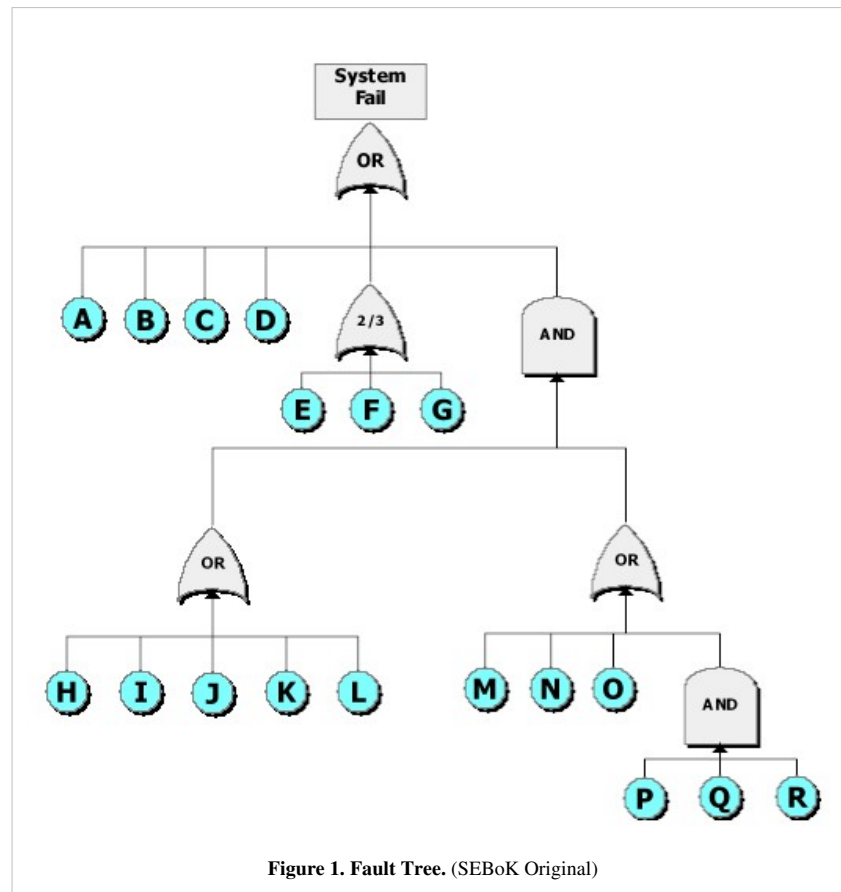 System
Fail
OR
A B C D
2/3
AND
E F G
OR OR
H I J K L
M N O
AND
P Q R
Figure 1. Fault Tree. (SEBoK Original)